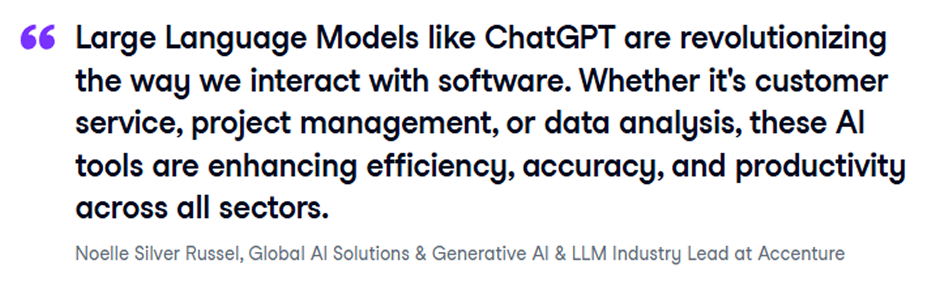 Large Language Models like ChatGPT are revolutionizing
the way we interact with software. Whether it's customer
service, project management, or data analysis, these AI
tools are enhancing efficiency, accuracy, and productivity
across all sectors.
Noelle Silver Russel, Global AI Solutions & Generative AI & LLM Industry Lead at Accenture